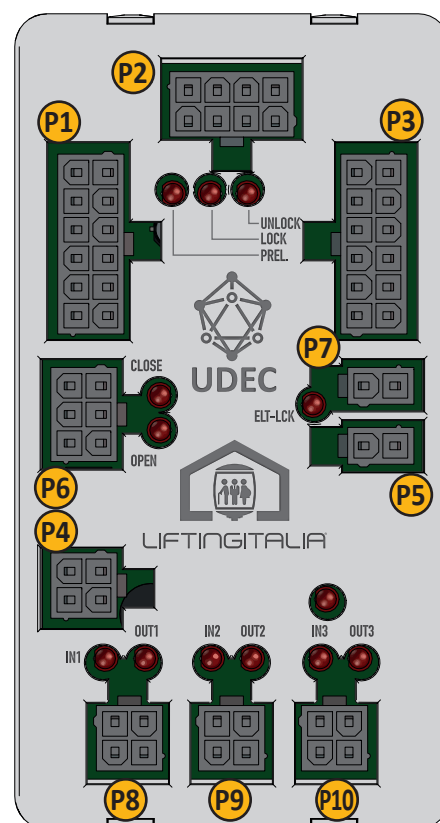 P2
P1
P3
UNLOCK
LOCK
PREL.
P7
CLOSE
UDEC
ELT-LCK
OPEN
P6
P5
P4
LIFTINGITALIA
OUT1
IN2
OUT2
IN3
OUT3
IN1
P8
P9
P10